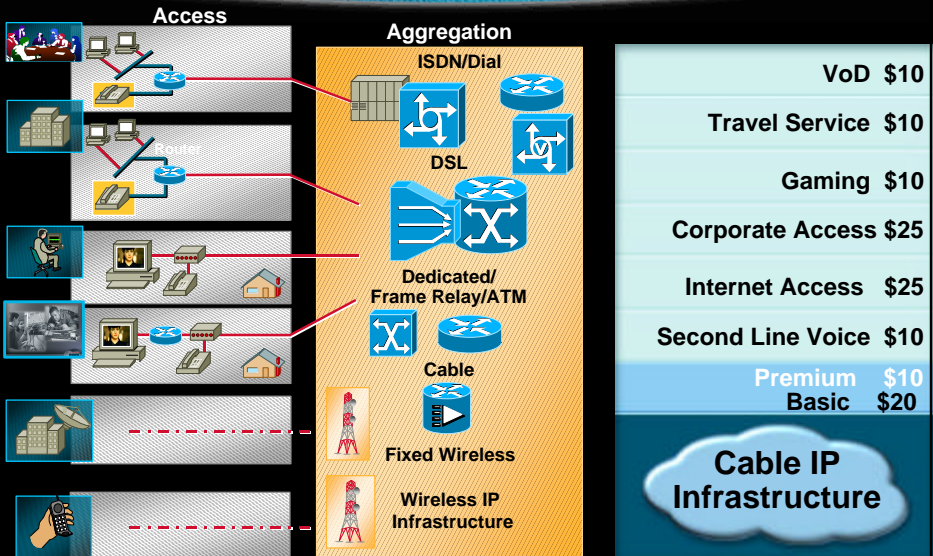 Access
Router
Aggregation
ISDN/Dial
DSL
V
Dedicated/
Frame Relay/ATM
Cable
Fixed Wireless
Wireless IP
Infrastructure
VoD $10
Travel Service $10
Gaming $10
Corporate Access $25
Internet Access $25
Second Line Voice $10
Premium $10
Basic $20
Cable IP
Infrastructure